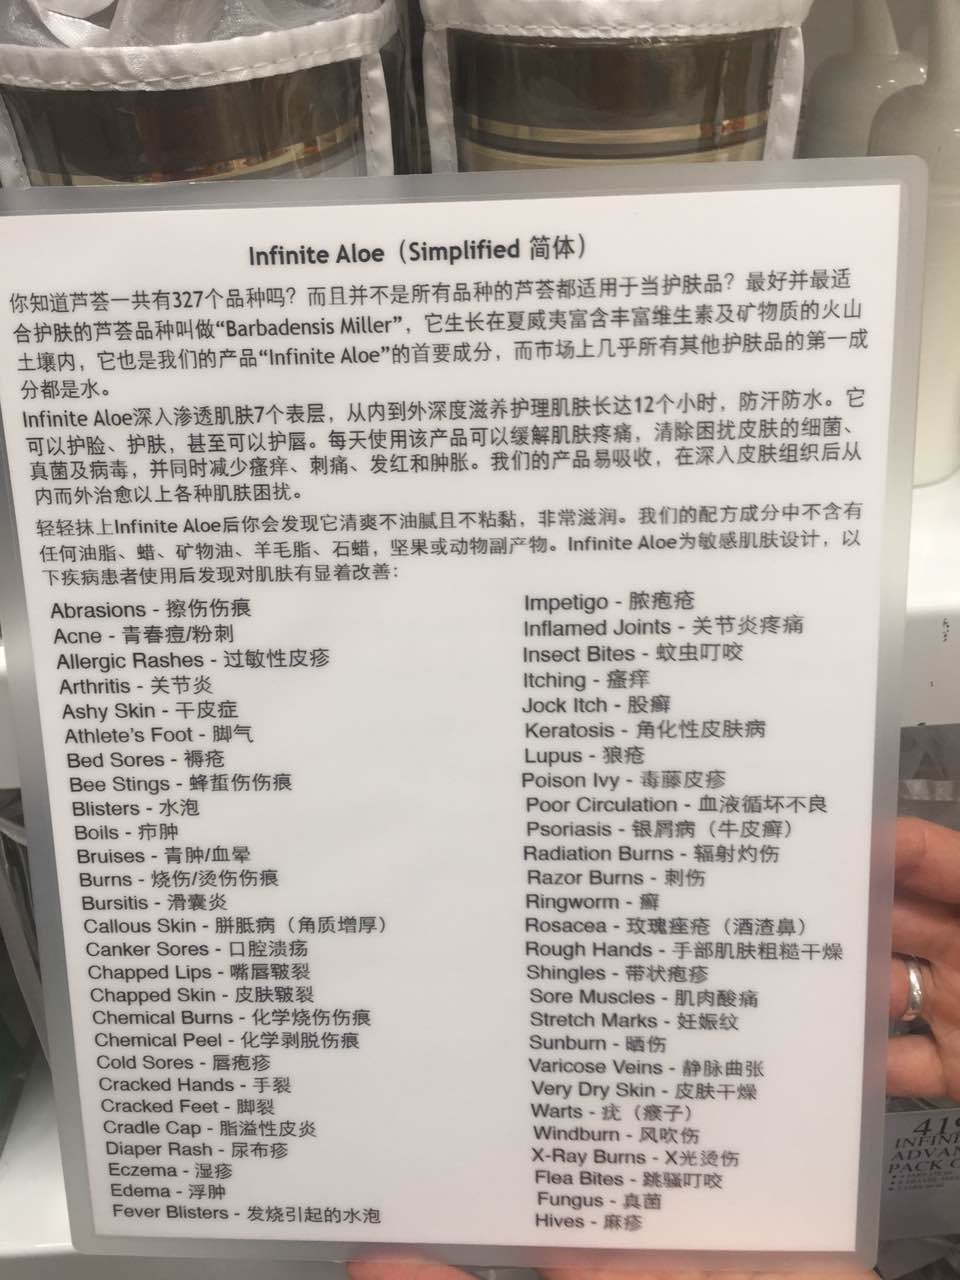 Infinite Aloe（Simplified 简体）
你知道芦荟一共有327个品种吗？而且并不是所有品种的芦荟都适用于当护肤品？最好并最适
合护肤的芦荟品种叫做“Barbadensis Miller”，它生长在夏威夷富含丰富维生素及矿物质的火山
土壤内，它也是我们的产品“Infinite Aloe”的首要成分，而市场上几乎所有其他护肤品的第一成
分都是水。
Infinite Aloe深入渗透肌肤7个表层，从内到外深度滋养护理肌肤长达12个小时，防汗防水。它
可以护脸、护肤，甚至可以护唇。每天使用该产品可以缓解肌肤疼痛，清除困扰皮肤的细菌、
真菌及病毒，并同时减少瘙痒、刺痛、发红和肿胀。我们的产品易吸收，在深入皮肤组织后从
内而外治愈以上各种肌肤困扰。
轻轻抹上Infinite Aloe后你会发现它清爽不油腻且不粘黏，非常滋润。我们的配方成分中不含有
任何油脂、蜡、矿物油、羊毛脂、石蜡，坚果或动物副产物。Infinite Aloe为敏感肌肤设计，以
下疾病患者使用后发现对肌肤有显着改善：
Abrasions - 擦伤伤痕
Acne - 青春痘/粉刺
Allergic Rashes - 过敏性皮疹
Arthritis - 关节炎
Ashy Skin - 干皮症
Athlete's Foot - 脚气
Bed Sores - 褥疮
Bee Stings - 蜂蜇伤伤痕
Blisters - 水泡
Boils - 疖肿
Bruises - 青肿/血晕
Burns - 烧伤/烫伤伤痕
Bursitis - 滑囊炎
Callous Skin - 胼胝病（角质增厚）
Canker Sores - 口腔溃疡
Chapped Lips - 嘴唇皲裂
Chapped Skin - 皮肤皲裂
Chemical Burns - 化学烧伤伤痕
Chemical Peel - 化学剥脱伤痕
Cold Sores - 唇疱疹
Cracked Hands - 手裂
Cracked Feet - 脚裂
Cradle Cap - 脂溢性皮炎
Diaper Rash - 尿布疹
Eczema - 湿疹
Edema - 浮肿
Fever Blisters - 发烧引起的水泡
Impetigo - 脓疱疮
Inflamed Joints - 关节炎疼痛
Insect Bites - 蚊虫叮咬
Itching - 瘙痒
Jock Itch - 股癣
Keratosis - 角化性皮肤病
Lupus - 狼疮
Poison Ivy - 毒藤皮疹
Poor Circulation - 血液循环不良
Psoriasis - 银屑病（牛皮癣）
Radiation Burns - 辐射灼伤
Razor Burns - 刺伤
Ringworm - 癣
Rosacea - 玫瑰痤疮（酒渣鼻）
Rough Hands - 手部肌肤粗糙干燥
Shingles - 带状疱疹
Sore Muscles - 肌肉酸痛
Stretch Marks - 妊娠纹
Sunburn - 晒伤
Varicose Veins - 静脉曲张
Very Dry Skin - 皮肤干燥
Warts - 疣（瘊子）
Windburn - 风吹伤
X-Ray Burns - X光烫伤
Flea Bites - 跳骚叮咬
Fungus - 真菌
Hives - 麻疹
INFINI
ADVAN
PACK